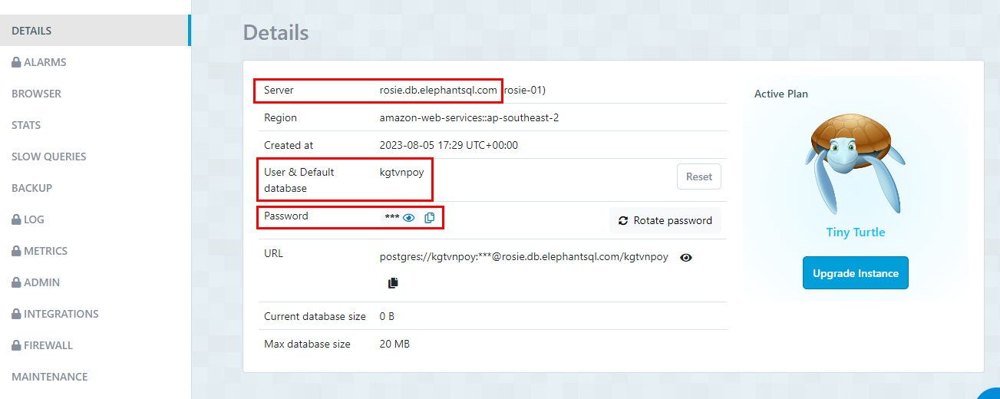 DETAILS
ALARMS
BROWSER
STATS
SLOW QUERIES
BACKUP
LOG
METRICS
ADMIN
INTEGRATIONS
FIREWALL
MAINTENANCE
Details
Server rosie.db.elephantsql.com rosie-01)
Region amazon-web-services::ap-southeast-2
Created at 2023-08-05 17:29 UTC+00:00
User & Default kgtvnpoy
database
Reset
Password ***
Rotate password
URL postgres://kgtvnpoy:***@rosie.db.elephantsql.com/kgtvnpoy
Current database size 0 B
Max database size 20 MB
Active Plan
Tiny Turtle
Upgrade Instance